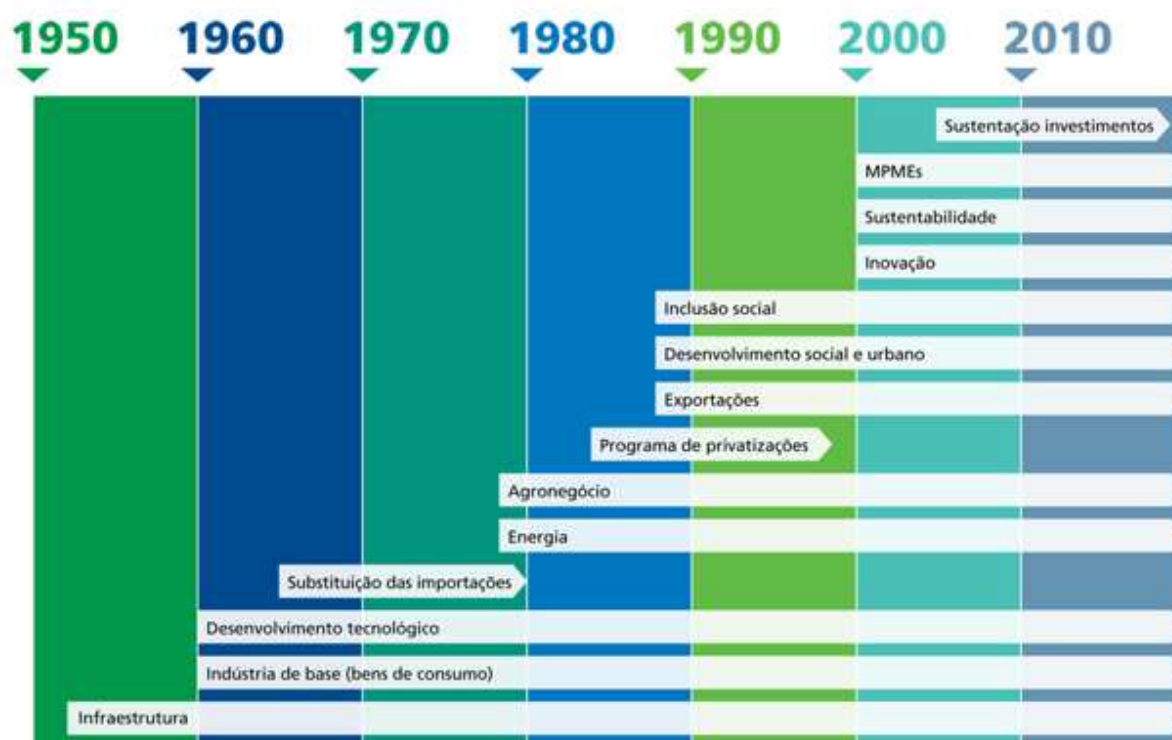 1950 1960 1970 1980 1990 2000 2010
Sustentação investimentos
MPMEs
Sustentabilidade
Inovação
Inclusão social
Desenvolvimento social e urbano
Exportações
Programa de privatizações
Agronegócio
Energia
Substituição das importações
Desenvolvimento tecnológico
Indústria de base (bens de consumo)
Infraestrutura